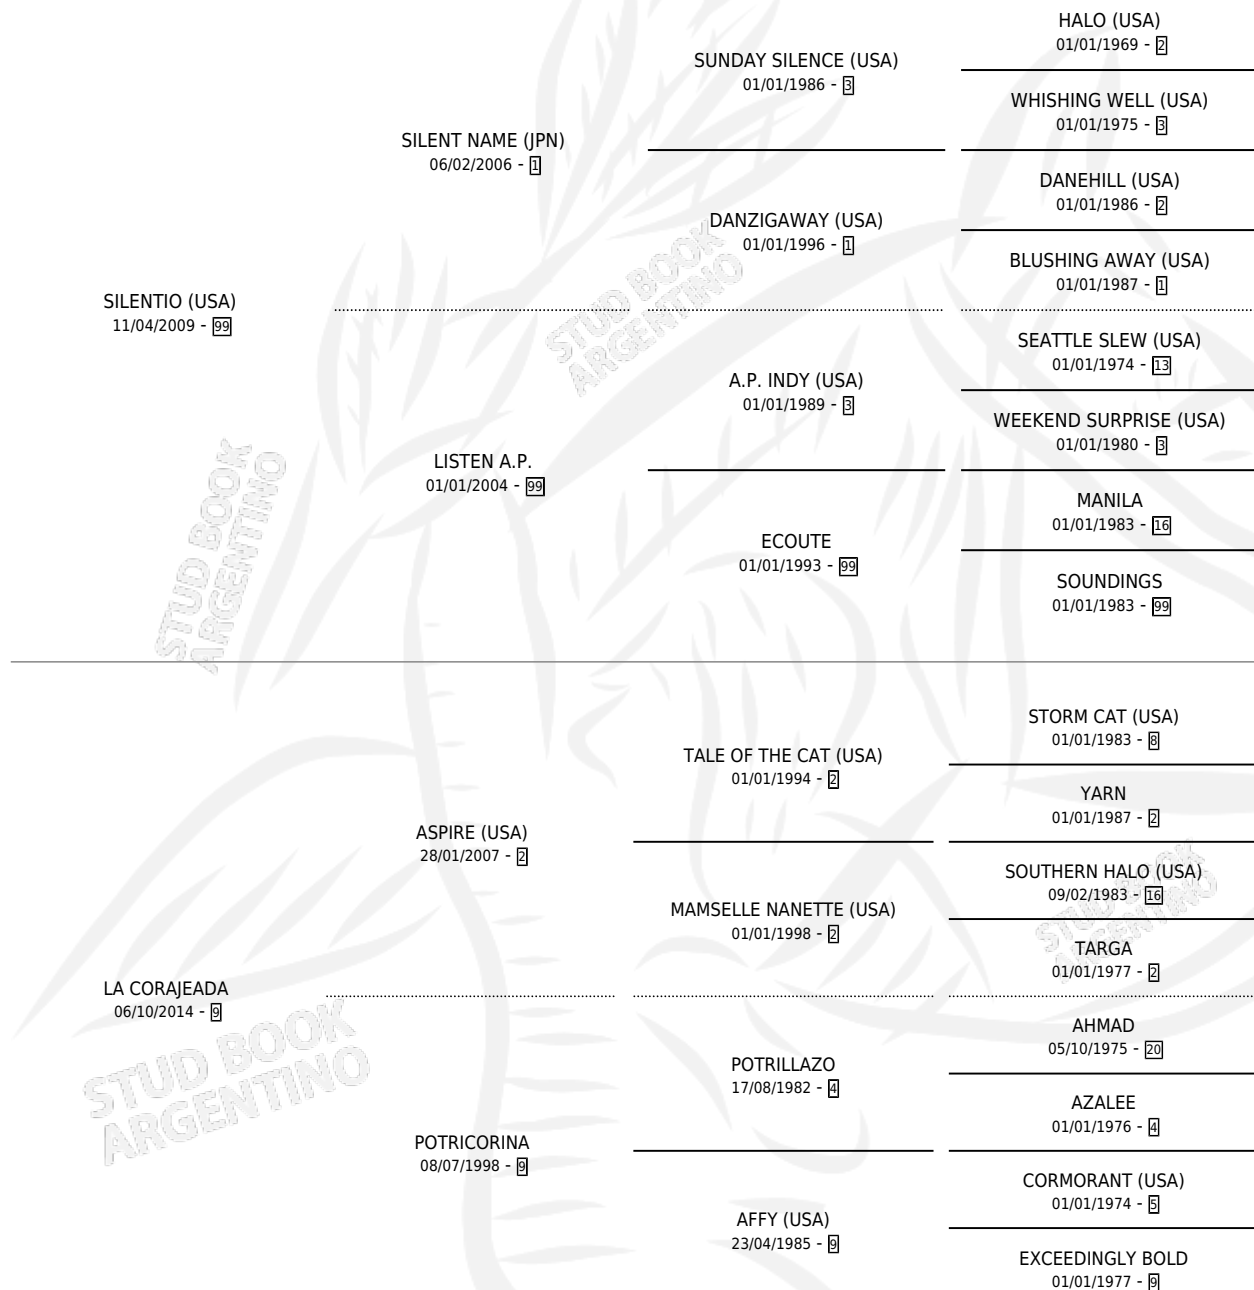 HALO (USA)
01/01/1969 - 2
SUNDAY SILENCE (USA)
01/01/1986 - 3
WHISHING WELL (USA)
01/01/1975 - 3
SILENT NAME (JPN)
06/02/2006 - 1
DANEHILL (USA)
01/01/1986 - 2
DANZIGAWAY (USA)
01/01/1996 - 1
BLUSHING AWAY (USA)
01/01/1987 - 1
SILENTIO (USA)
11/04/2009 - 99
SEATTLE SLEW (USA)
01/01/1974 - 13
A.P. INDY (USA)
01/01/1989 - 3
WEEKEND SURPRISE (USA)
01/01/1980 - 3
LISTEN A.P.
01/01/2004 - 99
MANILA
01/01/1983 - 16
ECOUTE
01/01/1993 - 99
SOUNDINGS
01/01/1983 - 99
STORM CAT (USA)
01/01/1983 - 8
TALE OF THE CAT (USA)
01/01/1994 - 2
YARN
01/01/1987 - 2
ASPIRE (USA)
28/01/2007 - 2
SOUTHERN HALO (USA)
09/02/1983 - 16
MAMSELLE NANETTE (USA)
01/01/1998 - 2
TARGA
01/01/1977 - 2
LA CORAJEADA
06/10/2014 - 9
AHMAD
05/10/1975 - 20
POTRILLAZO
17/08/1982 - 4
AZALEE
01/01/1976 - 4
POTRICORINA
08/07/1998 - 9
CORMORANT (USA)
01/01/1974 - 5
AFFY (USA)
23/04/1985 - 9
EXCEEDINGLY BOLD
01/01/1977 - 9
STUD BOOK
ARGENTINO
STUD BOOK
ARGENTINO
STUD BOOK
ARGENTINO
STUD BOOK
ARGENTINO